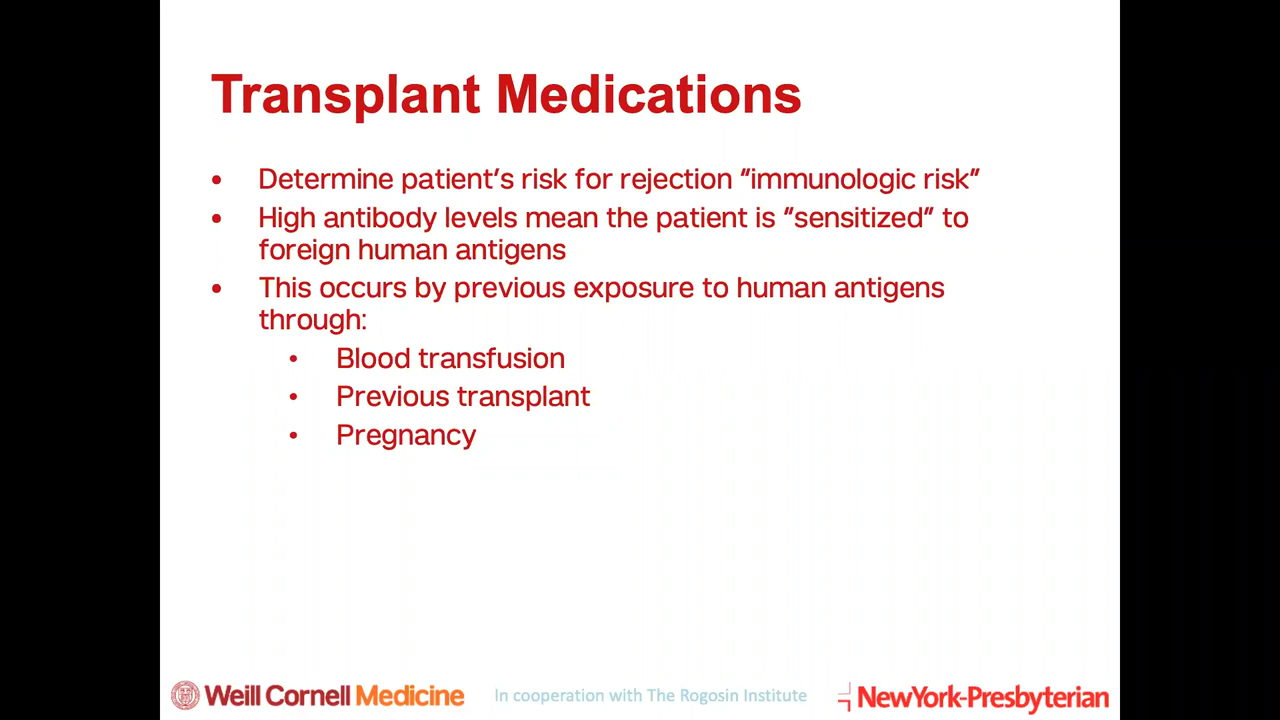 Transplant Medications
• Determine patient's risk for rejection "immunologic risk"
• High antibody levels mean the patient is "sensitized" to
foreign human antigens
• This occurs by previous exposure to human antigens
through:
• Blood transfusion
• Previous transplant
• Pregnancy
Weill Cornell Medicine
In cooperation with The Rogosin Institute
NewYork-Presbyterian